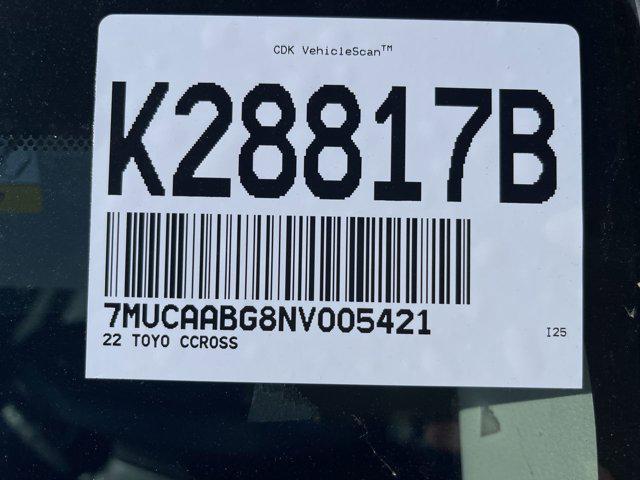 CDK VehicleScan™
K28817B
7MUCAABG8NV005421
22 TOYO CCROSS
I25